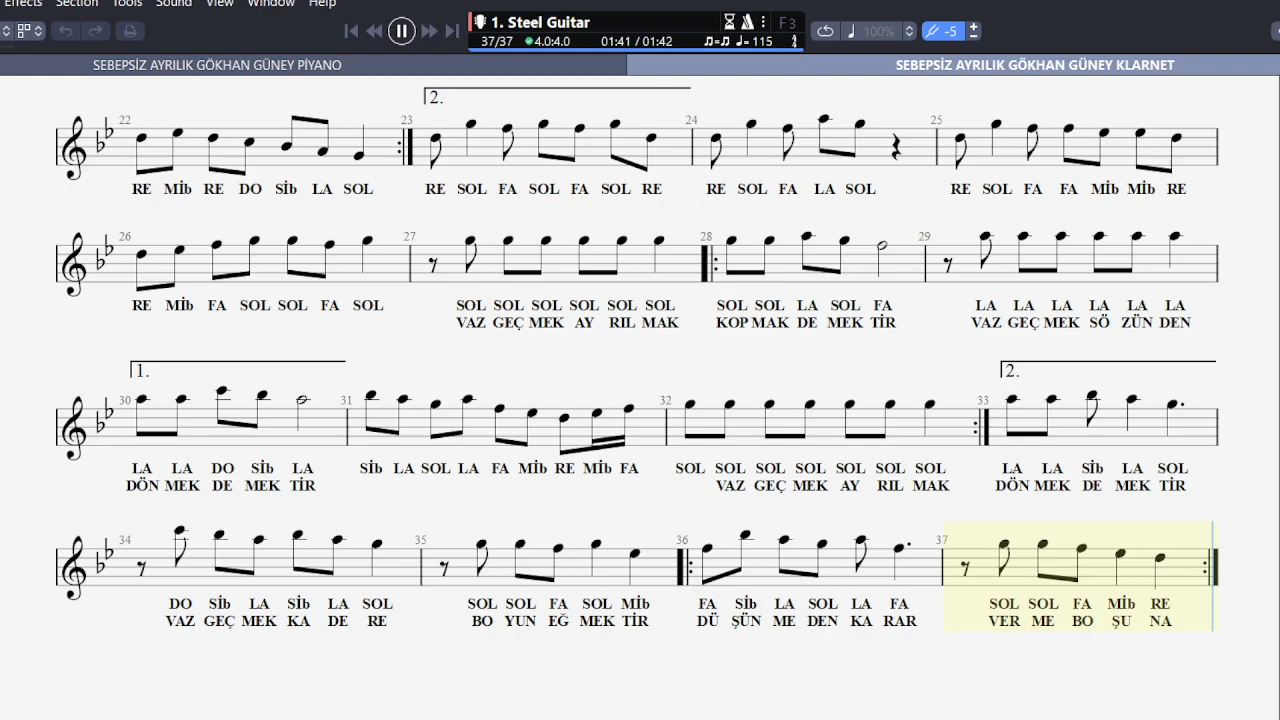 Effects Section Tools Sound View Window Help
1. Steel Guitar
F 3
37/37 4.0:4.0 01:41 / 01:42 ♫=♫ ♩= 115
100%
-5
SEBEPSİZ AYRILIK GÖKHAN GÜNEY PİYANO
SEBEPSİZ AYRILIK GÖKHAN GÜNEY KLARNET
22 23 2. 24 25
RE Mİb RE DO Sİb LA SOL RE SOL FA SOL FA SOL RE RE SOL FA LA SOL RE SOL FA FA Mİb Mİb RE
26 27 28 29
RE Mİb FA SOL SOL FA SOL SOL SOL SOL SOL SOL SOL SOL SOL LA SOL FA LA LA LA LA LA LA
VAZ GEÇ MEK AY RIL MAK KOP MAK DE MEK TİR VAZ GEÇ MEK SÖ ZÜN DEN
1. 2.
30 31 32 33
LA LA DO Sİb LA Sİb LA SOL LA FA Mİb RE Mİb FA SOL SOL SOL SOL SOL SOL SOL LA LA Sİb LA SOL
DÖN MEK DE MEK TİR VAZ GEÇ MEK AY RIL MAK DÖN MEK DE MEK TİR
34 35 36 37
DO Sİb LA Sİb LA SOL SOL SOL FA SOL Mİb FA Sİb LA SOL LA FA SOL SOL FA Mİb RE
VAZ GEÇ MEK KA DE RE BO YUN EĞ MEK TİR DÜ ŞÜN ME DEN KA RAR VER ME BO ŞU NA